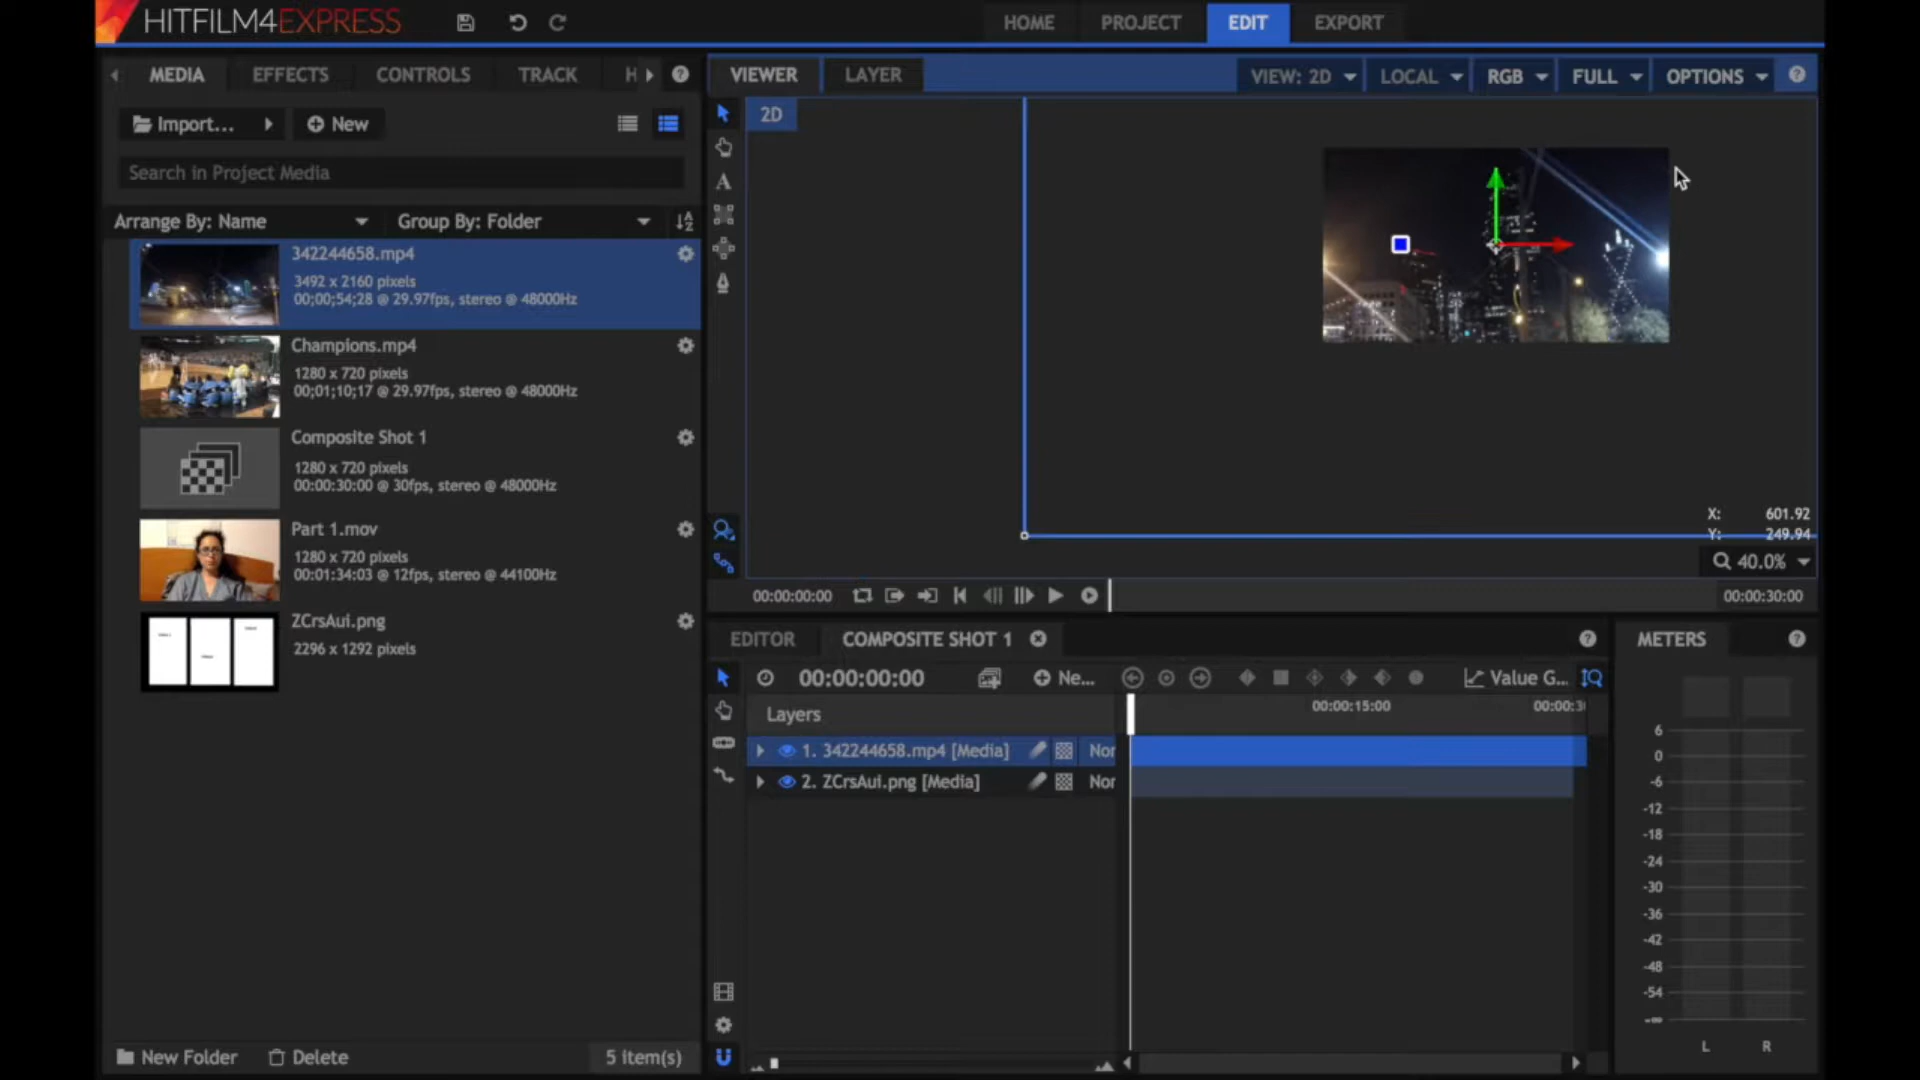 HITFILM4EXPRESS
HOME
PROJECT
EDIT
EXPORT
MEDIA
EFFECTS
CONTROLS
TRACK
H
VIEWER
LAYER
VIEW: 2D
LOCAL
RGB
FULL
OPTIONS
Import...
New
2D
Search in Project Media
Arrange By: Name
Group By: Folder
342244658.mp4
3492 x 2160 pixels
00;00;54;28 @ 29.97fps, stereo @ 48000Hz
Champions.mp4
1280 x 720 pixels
00;01;10;17 @ 29.97fps, stereo @ 48000Hz
Composite Shot 1
1280 x 720 pixels
00:00:30:00 @ 30fps, stereo @ 48000Hz
Part 1.mov
1280 x 720 pixels
00:01:34:03 @ 12fps, stereo @ 44100Hz
ZCrsAui.png
2296 x 1292 pixels
X: 601.92
Y: 249.94
40.0%
00:00:00:00
00:00:30:00
EDITOR
COMPOSITE SHOT 1
METERS
00:00:00:00
Ne...
Value G...
Layers
00:00:15:00
00:00:3
1. 342244658.mp4 [Media]
Nor
2. ZCrsAui.png [Media]
Nor
6
0
-6
-12
-18
-24
-30
-36
-42
-48
-54
-∞
L
R
New Folder
Delete
5 item(s)